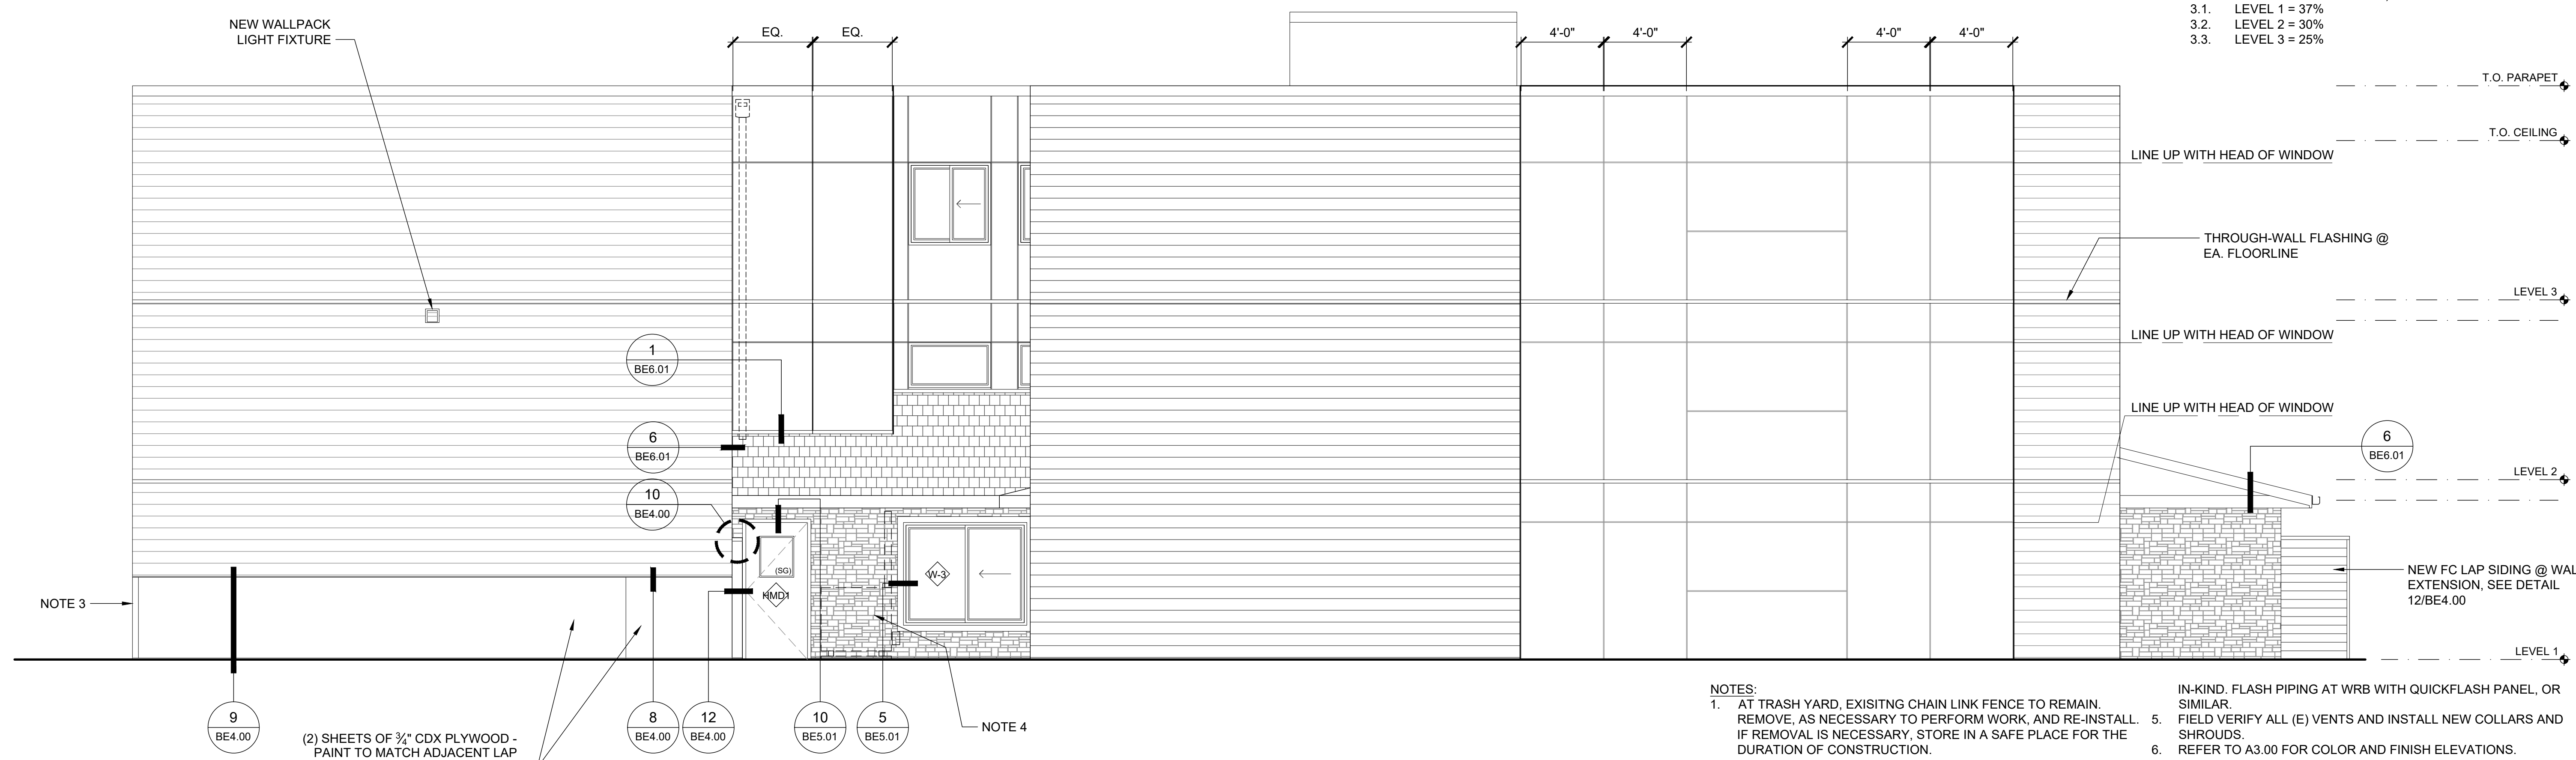 NEW WALLPACK
LIGHT FIXTURE
EQ.
EQ.
4'-0"
4'-0"
4'-0"
4'-0"
3.1. LEVEL 1 = 37%
3.2. LEVEL 2 = 30%
3.3. LEVEL 3 = 25%
T.O. PARAPET
T.O. CEILING
LINE UP WITH HEAD OF WINDOW
THROUGH-WALL FLASHING @
EA. FLOORLINE
LEVEL 3
LINE UP WITH HEAD OF WINDOW
1
BE6.01
LINE UP WITH HEAD OF WINDOW
6
BE6.01
6
BE6.01
LEVEL 2
10
BE4.00
(SG)
HMD1
W-3
NEW FC LAP SIDING @ WAL
EXTENSION, SEE DETAIL
12/BE4.00
NOTE 3
LEVEL 1
9
BE4.00
8
BE4.00
12
BE4.00
10
BE5.01
5
BE5.01
NOTE 4
(2) SHEETS OF ¾" CDX PLYWOOD -
PAINT TO MATCH ADJACENT LAP
NOTES:
1. AT TRASH YARD, EXISITNG CHAIN LINK FENCE TO REMAIN.
REMOVE, AS NECESSARY TO PERFORM WORK, AND RE-INSTALL.
IF REMOVAL IS NECESSARY, STORE IN A SAFE PLACE FOR THE
DURATION OF CONSTRUCTION.
IN-KIND. FLASH PIPING AT WRB WITH QUICKFLASH PANEL, OR
SIMILAR.
5. FIELD VERIFY ALL (E) VENTS AND INSTALL NEW COLLARS AND
SHROUDS.
6. REFER TO A3.00 FOR COLOR AND FINISH ELEVATIONS.